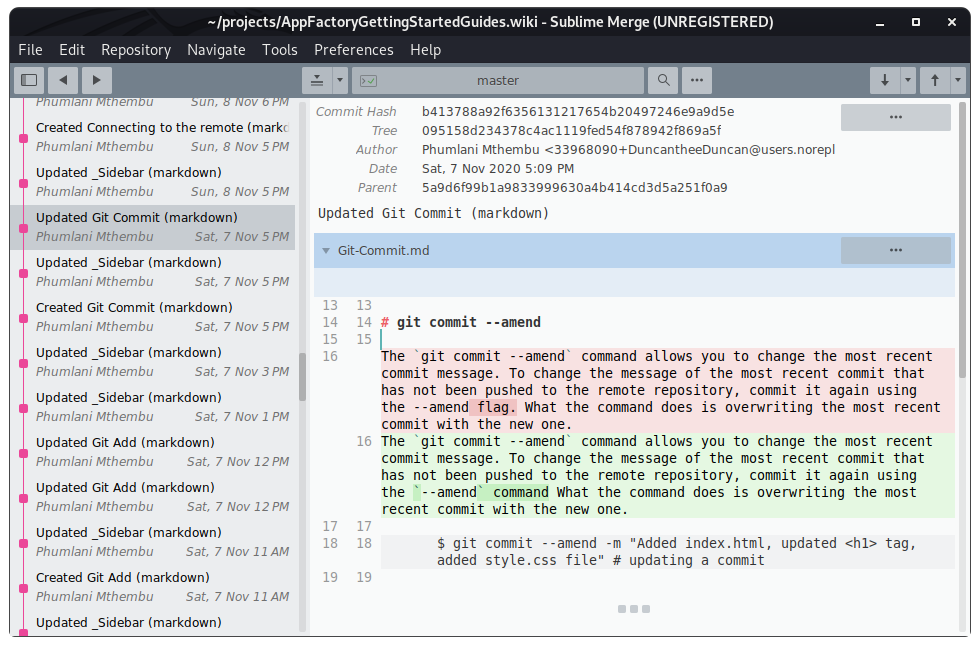 ~/projects/AppFactoryGettingStartedGuides.wiki - Sublime Merge (UNREGISTERED)
File Edit Repository Navigate Tools Preferences Help
master
Phumlani Mthembu Sun, 8 Nov 6 PM
Created Connecting to the remote (markd
Phumlani Mthembu Sun, 8 Nov 5 PM
Updated _Sidebar (markdown)
Phumlani Mthembu Sun, 8 Nov 5 PM
Updated Git Commit (markdown)
Phumlani Mthembu Sat, 7 Nov 5 PM
Updated _Sidebar (markdown)
Phumlani Mthembu Sat, 7 Nov 5 PM
Created Git Commit (markdown)
Phumlani Mthembu Sat, 7 Nov 5 PM
Updated _Sidebar (markdown)
Phumlani Mthembu Sat, 7 Nov 3 PM
Updated _Sidebar (markdown)
Phumlani Mthembu Sat, 7 Nov 1 PM
Updated Git Add (markdown)
Phumlani Mthembu Sat, 7 Nov 12 PM
Updated Git Add (markdown)
Phumlani Mthembu Sat, 7 Nov 12 PM
Updated _Sidebar (markdown)
Phumlani Mthembu Sat, 7 Nov 11 AM
Created Git Add (markdown)
Phumlani Mthembu Sat, 7 Nov 11 AM
Updated _Sidebar (markdown)
Commit Hash b413788a92f6356131217654b20497246e9a9d5e
Tree 095158d234378c4ac1119fed54f878942f869a5f
Author Phumlani Mthembu <33968090+DuncantheeDuncan@users.norepl
Date Sat, 7 Nov 2020 5:09 PM
Parent 5a9d6f99b1a9833999630a4b414cd3d5a251f0a9
Updated Git Commit (markdown)
Git-Commit.md
13 13
14 14 # git commit --amend
15 15
16 The `git commit --amend` command allows you to change the most recent
commit message. To change the message of the most recent commit that
has not been pushed to the remote repository, commit it again using
the --amend flag. What the command does is overwriting the most recent
commit with the new one.
16 The `git commit --amend` command allows you to change the most recent
commit message. To change the message of the most recent commit that
has not been pushed to the remote repository, commit it again using
the `--amend` command What the command does is overwriting the most
recent commit with the new one.
17 17
18 18 $ git commit --amend -m "Added index.html, updated <h1> tag,
added style.css file" # updating a commit
19 19